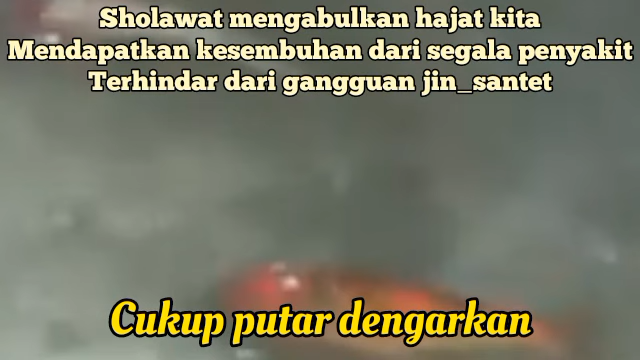 Sholawat mengabulkan hajat kita
Mendapatkan kesembuhan dari segala penyakit
Terhindar dari gangguan jin_santet
Cukup putar dengarkan